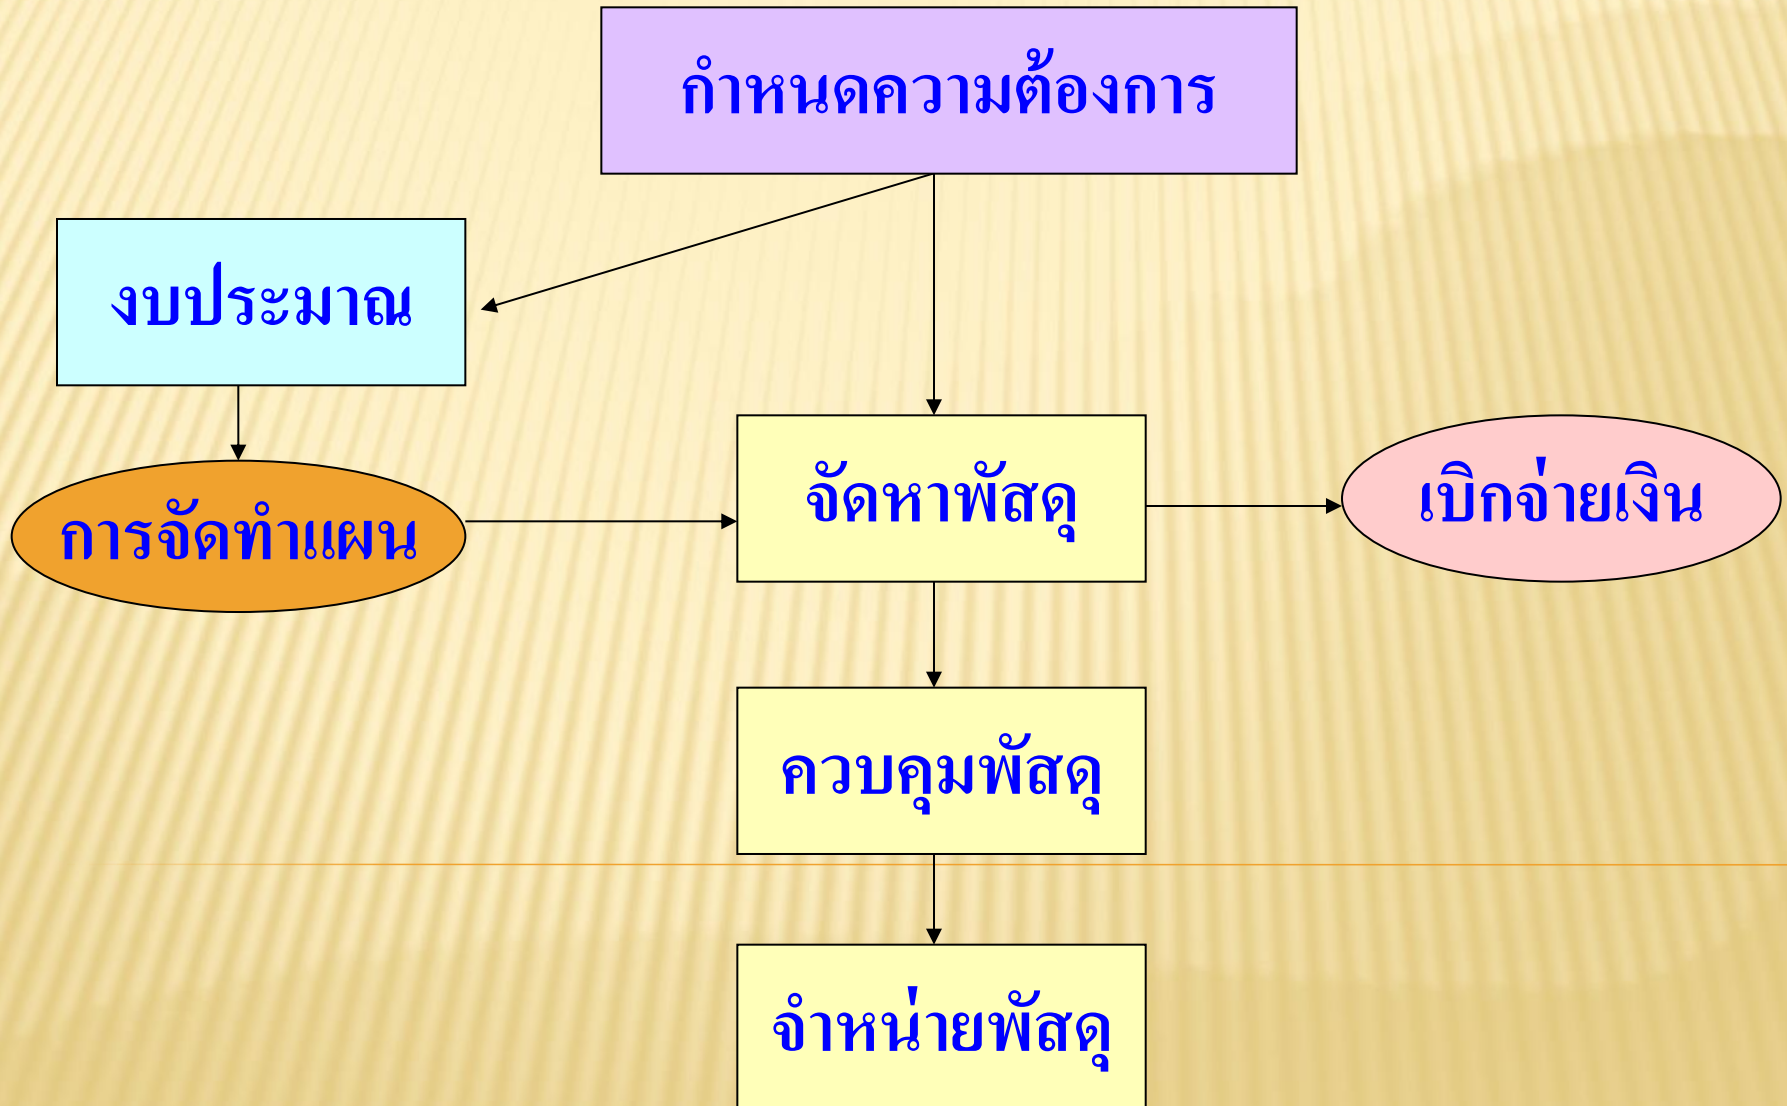 กำหนดความต้องการ
งบประมาณ
การจัดทำแผน
จัดหาพัสดุ
เบิกจ่ายเงิน
ควบคุมพัสดุ
จำหน่ายพัสดุ